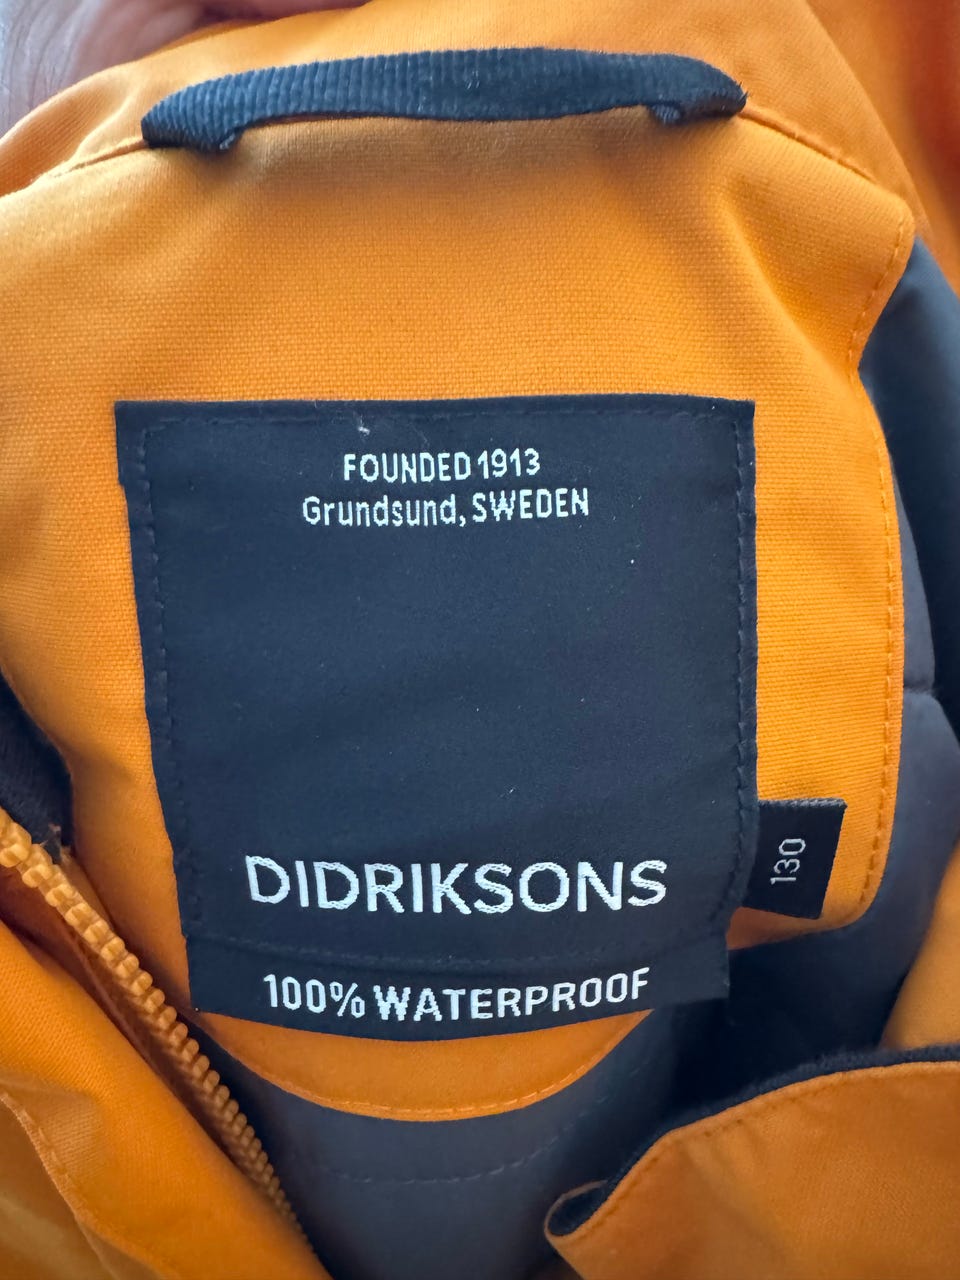 FOUNDED 1913
Grundsund, SWEDEN
DIDRIKSONS
130
100% WATERPROOF